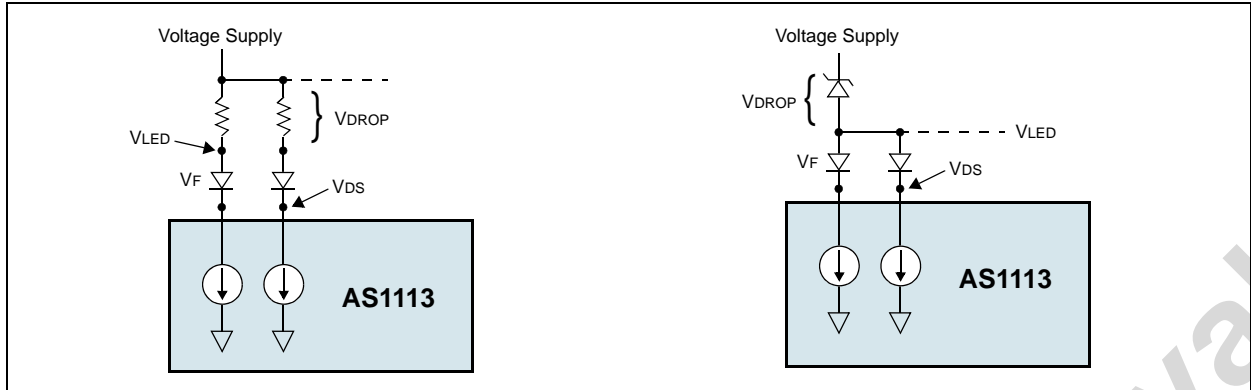 Voltage Supply
VDROP
VLED
VF
VDS
AS1113
Voltage Supply
VDROP
VLED
VF
VDS
AS1113